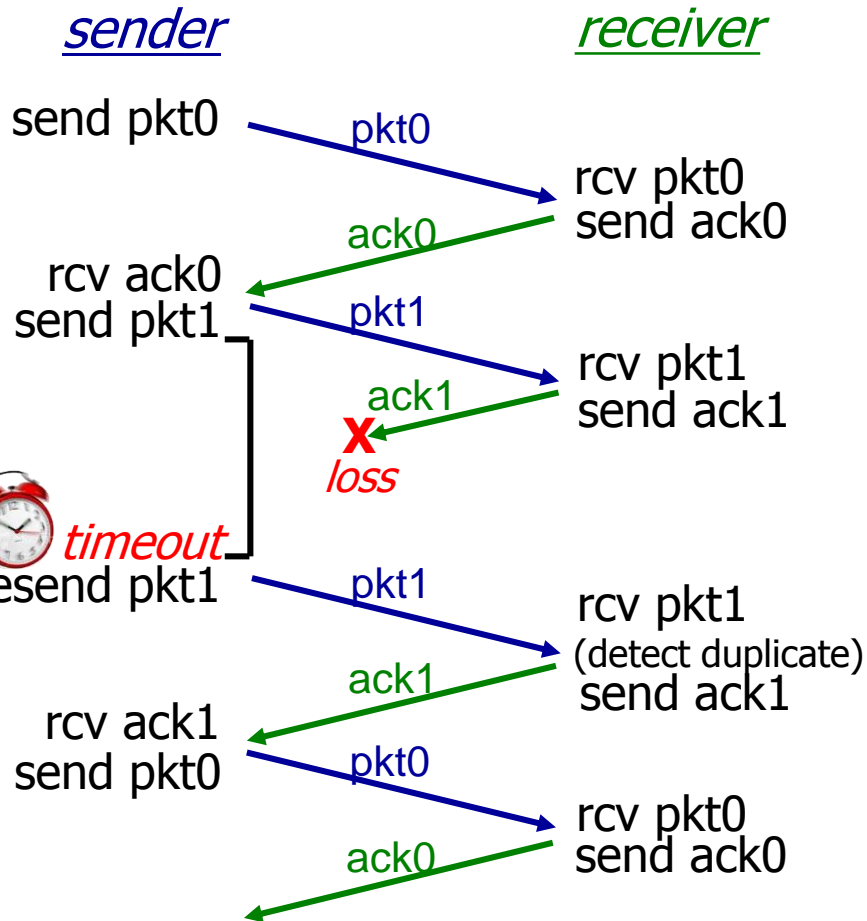 sender
receiver
send pkt0
pkt0
rcv pkt0
send ack0
ack0
rcv ack0
send pkt1
pkt1
rcv pkt1
send ack1
ack1
X
loss
timeout
esend pkt1
pkt1
rcv pkt1
(detect duplicate)
send ack1
ack1
rcv ack1
send pkt0
pkt0
rcv pkt0
send ack0
ack0